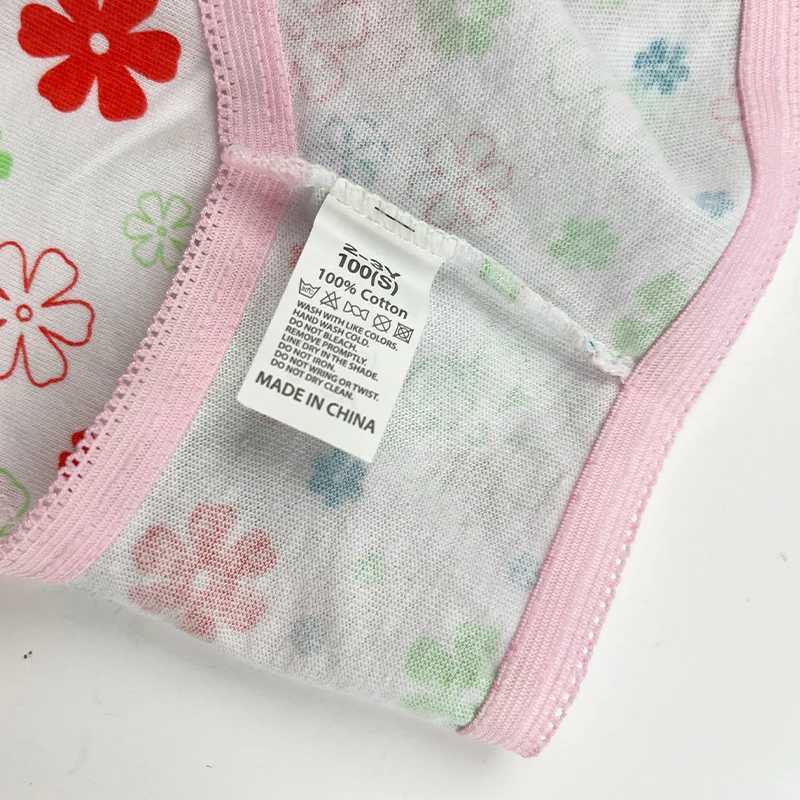 2-3Y
100(S)
100% Cotton
WASH WITH LIKE COLORS.
HAND WASH COLD.
DO NOT BLEACH.
REMOVE PROMPTLY.
LINE DRY IN THE SHADE.
DO NOT IRON.
DO NOT WRING OR TWIST.
DO NOT DRY CLEAN.
MADE IN CHINA